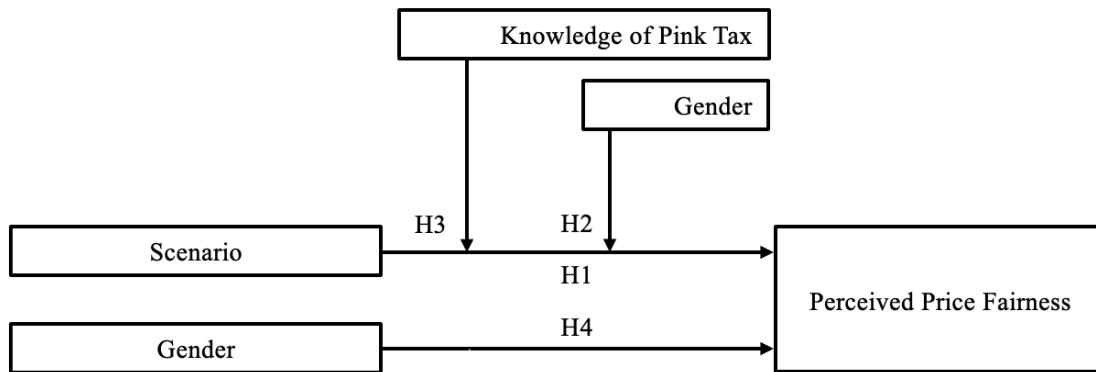 Knowledge of Pink Tax
Gender
H3
H2
Scenario
H1
Perceived Price Fairness
H4
Gender